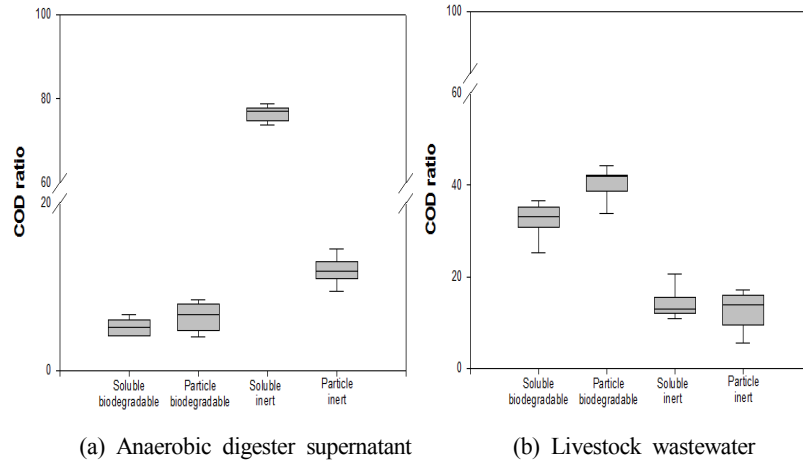 100
80
60
20
0
COD ratio
Soluble
biodegradable
Particle
biodegradable
Soluble
inert
Particle
inert
(a) Anaerobic digester supernatant
100
60
40
20
0
COD ratio
Soluble
biodegradable
Particle
biodegradable
Soluble
inert
Particle
inert
(b) Livestock wastewater